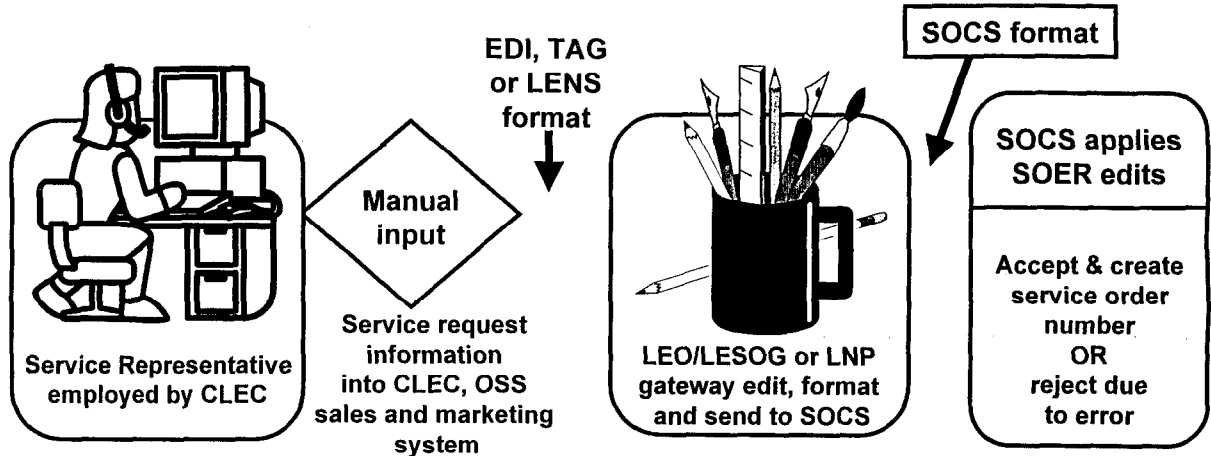 Service Representative
employed by CLEC
Manual
input
Service request
information
into CLEC, OSS
sales and marketing
system
EDI, TAG
or LENS
format
LEO/LESOG or LNP
gateway edit, format
and send to SOCS
SOCS format
SOCS applies
SOER edits
Accept & create
service order
number
OR
reject due
to error